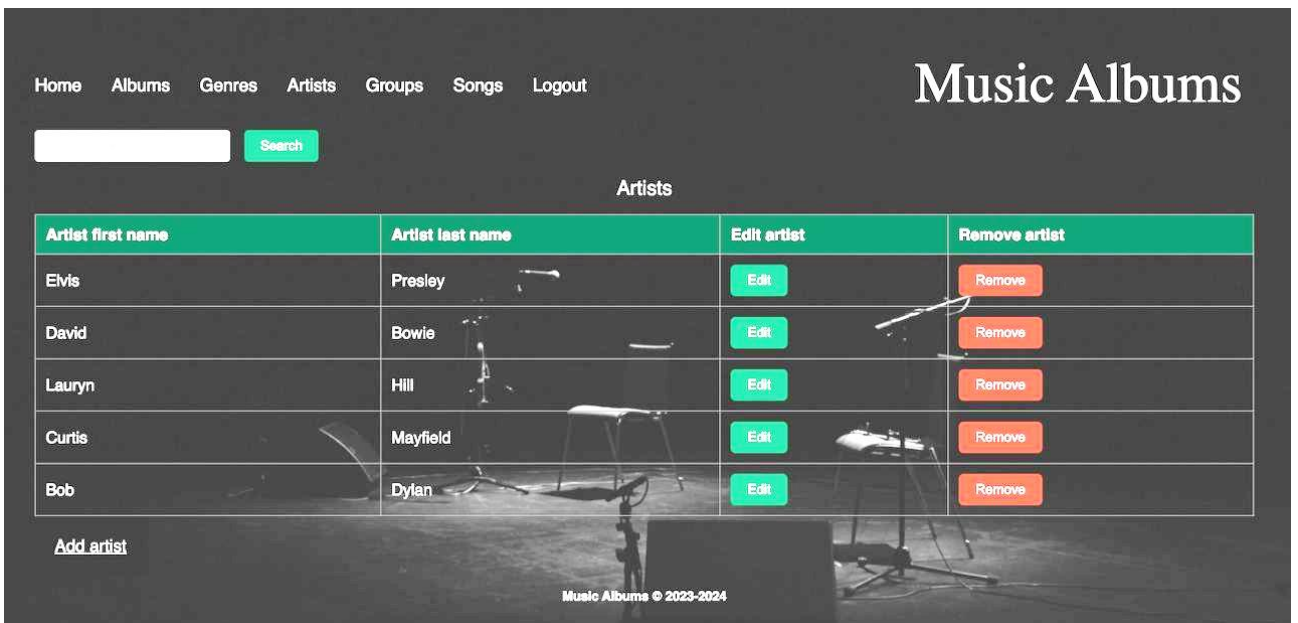 Home Albums Genres Artists Groups Songs Logout
Music Albums
Search
Artists
Artist first name Artist last name Edit artist Remove artist
Elvis Presley Edit Remove
David Bowie Edit Remove
Lauryn Hill Edit Remove
Curtis Mayfield Edit Remove
Bob Dylan Edit Remove
Add artist
Music Albums © 2023-2024